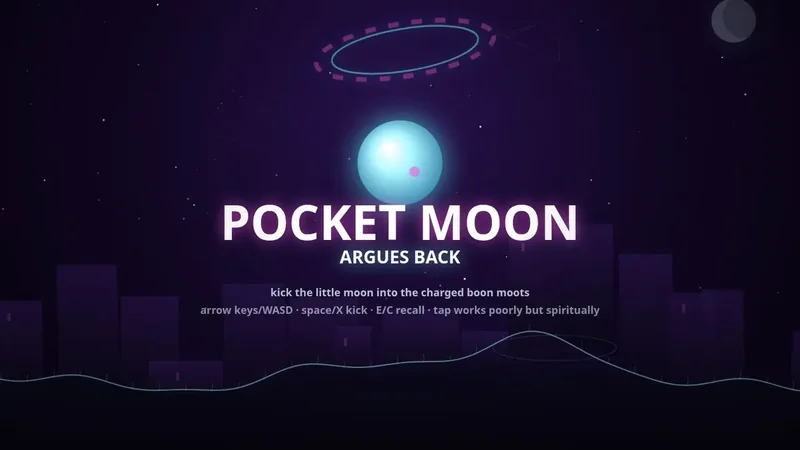 POCKET MOON
ARGUES BACK
kick the little moon into the charged boon moots
arrow keys/WASD · space/X kick · E/C recall · tap works poorly but spiritually